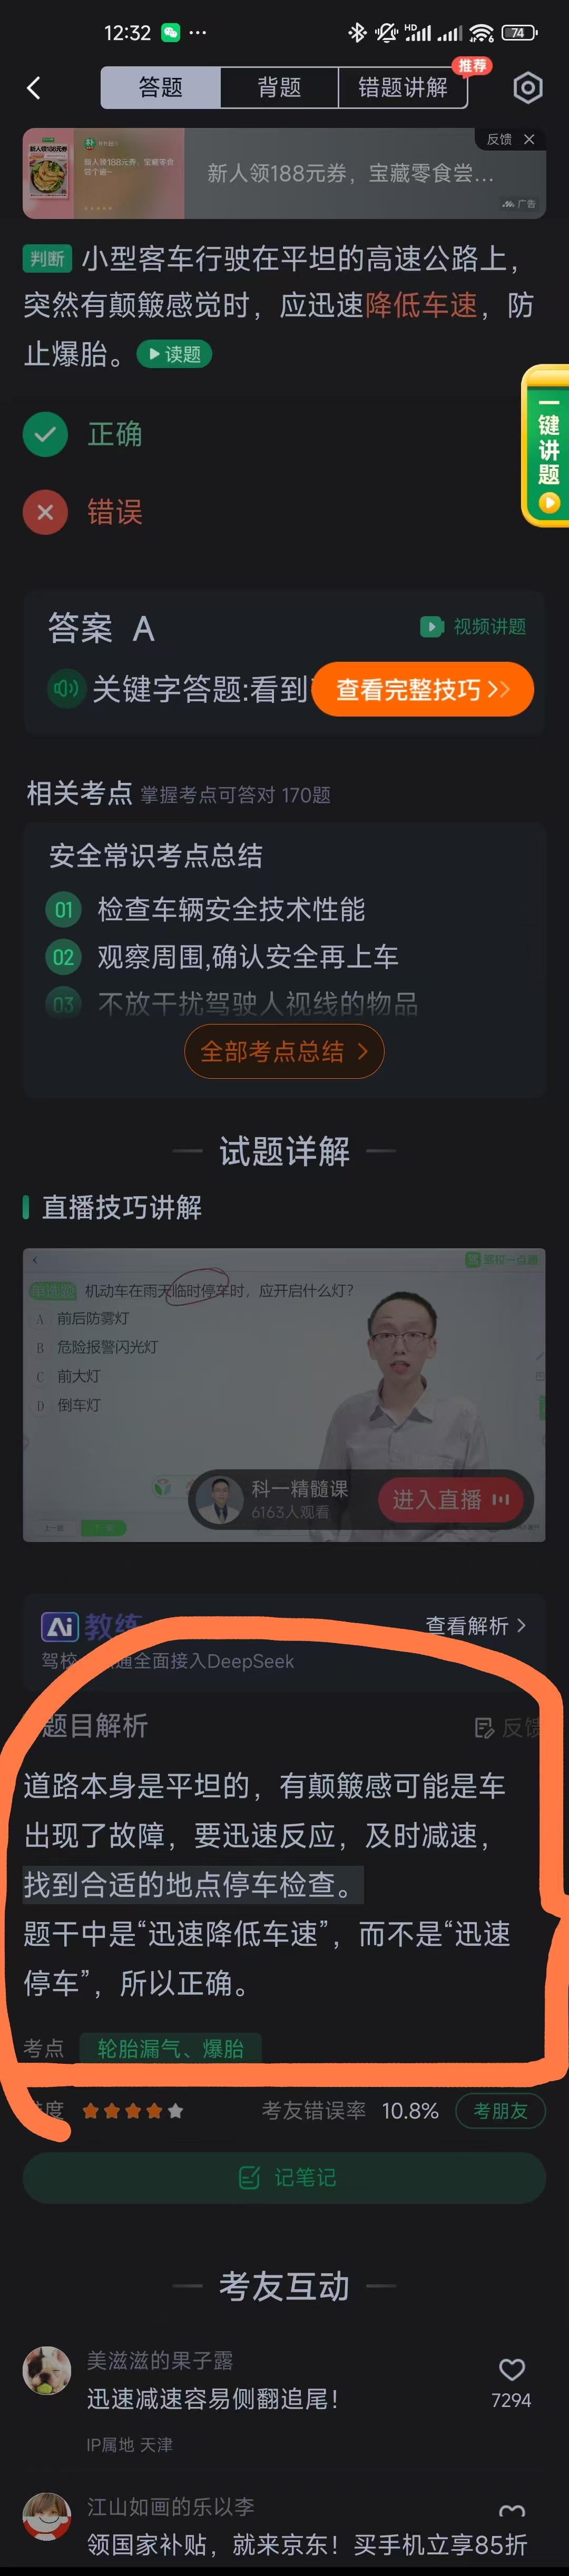 12:32 ···
HD 6 74
推荐
答题 背题 错题讲解
新人领188元券
新人领188元券，宝藏零食尝...
反馈 ×
广告
判断 小型客车行驶在平坦的高速公路上，
突然有颠簸感觉时，应迅速降低车速，防
止爆胎。 读题
一键讲题
正确
错误
答案 A
视频讲题
关键字答题:看到
查看完整技巧
相关考点 掌握考点可答对 170题
安全常识考点总结
01 检查车辆安全技术性能
02 观察周围,确认安全再上车
03 不放干扰驾驶人视线的物品
全部考点总结
试题详解
直播技巧讲解
机动车在雨天临时停车时，应开启什么灯？
A 前后防雾灯
B 危险报警闪光灯
C 前大灯
D 倒车灯
科一精髓课
6163人观看
进入直播
Ai 教练
查看解析
驾校 通全面接入DeepSeek
题目解析
反馈
道路本身是平坦的，有颠簸感可能是车
出现了故障，要迅速反应，及时减速，
找到合适的地点停车检查。
题干中是“迅速降低车速”，而不是“迅速
停车”，所以正确。
考点 轮胎漏气、爆胎
度 考友错误率 10.8% 考朋友
记笔记
考友互动
美滋滋的果子露
迅速减速容易侧翻追尾！
7294
IP属地 天津
江山如画的乐以李
领国家补贴，就来京东！买手机立享85折